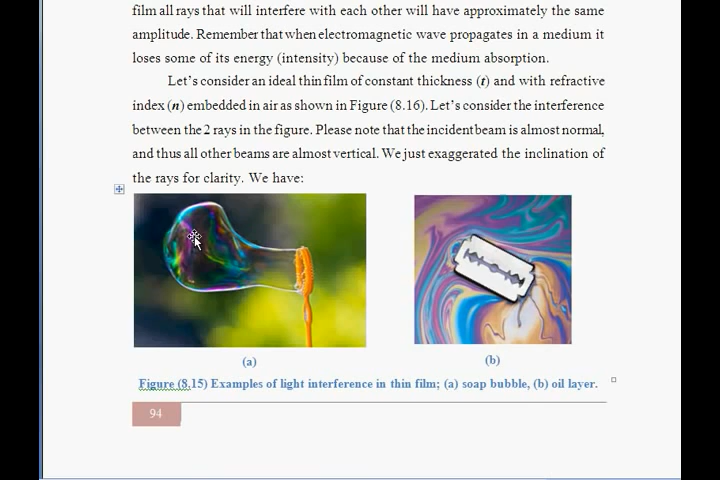 film all rays that will interfere with each other will have approximately the same
amplitude. Remember that when electromagnetic wave propagates in a medium it
loses some of its energy (intensity) because of the medium absorption.
Let's consider an ideal thin film of constant thickness (t) and with refractive
index (n) embedded in air as shown in Figure (8.16). Let's consider the interference
between the 2 rays in the figure. Please note that the incident beam is almost normal,
and thus all other beams are almost vertical. We just exaggerated the inclination of
the rays for clarity. We have:
(a)
(b)
Figure (8.15) Examples of light interference in thin film; (a) soap bubble, (b) oil layer.
94